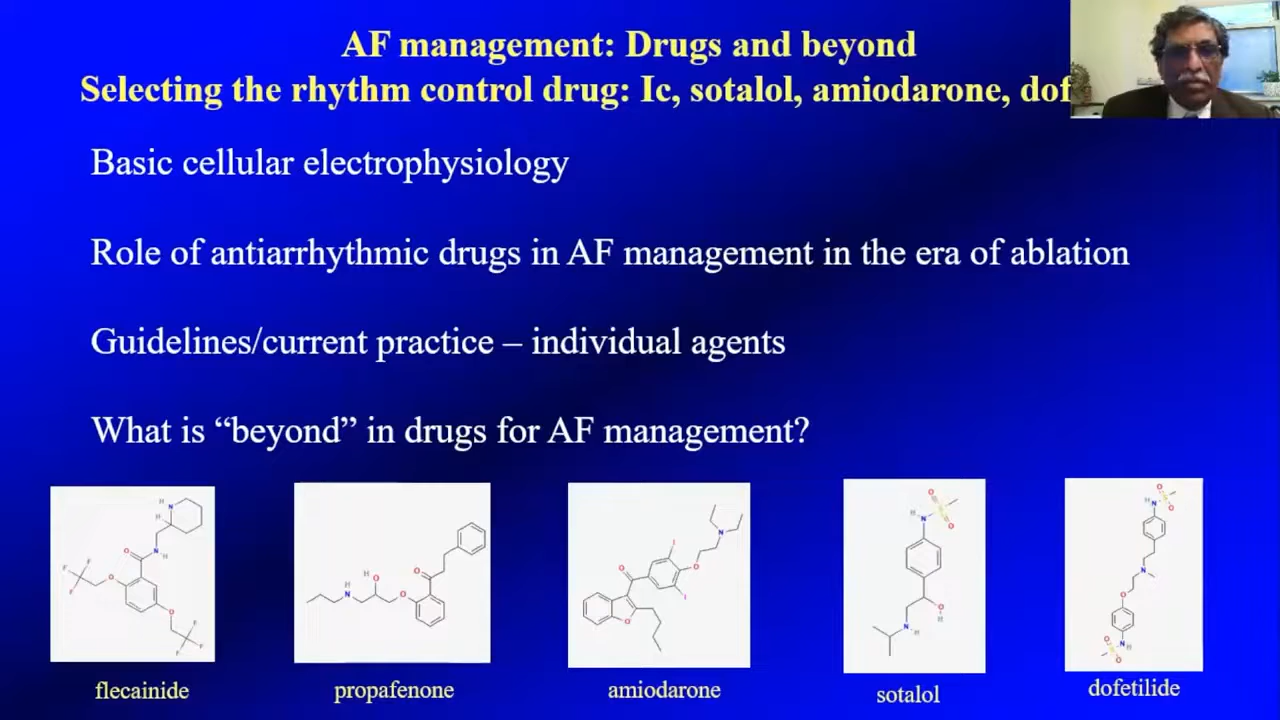 AF management: Drugs and beyond
Selecting the rhythm control drug: Ic, sotalol, amiodarone,
Basic cellular electrophysiology
Role of antiarrhythmic drugs in AF management in the era of ablation
Guidelines/current practice – individual agents
What is “beyond” in drugs for AF management?
flecainide
propafenone
amiodarone
sotalol
dofetilide